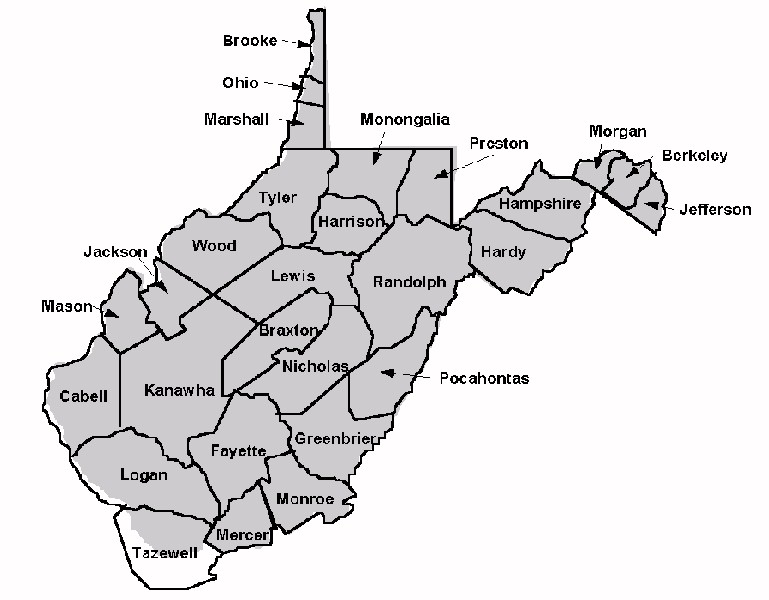 Brooke
Ohio
Marshall
Monongalia
Preston
Morgan
Berkeley
Jefferson
Tyler
Harrison
Hampshire
Wood
Hardy
Jackson
Lewis
Randolph
Mason
Braxton
Nicholas
Pocahontas
Cabell
Kanawha
Greenbrier
Fayette
Logan
Monroe
Mercer
Tazewell